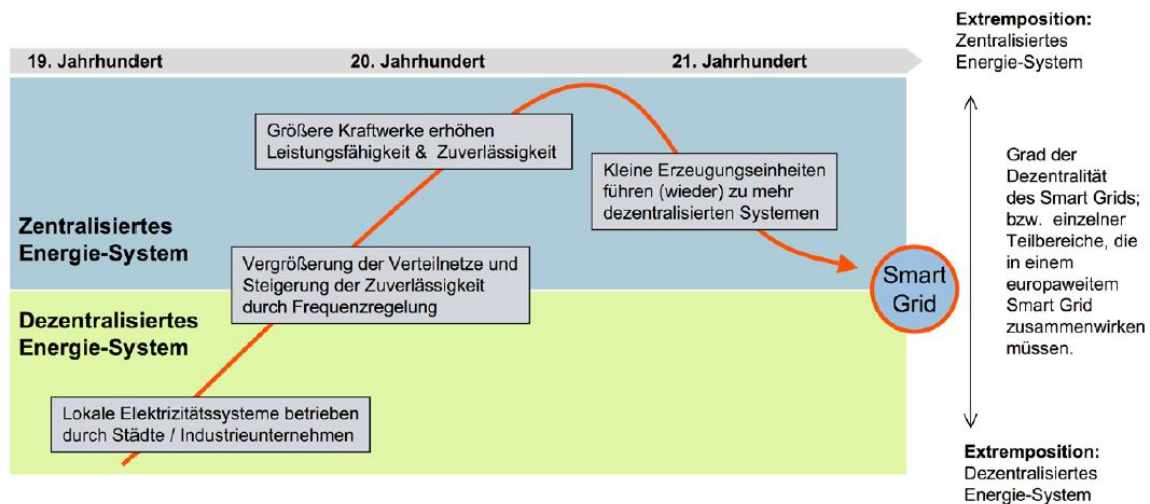 19. Jahrhundert
20. Jahrhundert
21. Jahrhundert
Größere Kraftwerke erhöhen
Leistungsfähigkeit & Zuverlässigkeit
Kleine Erzeugungseinheiten
führen (wieder) zu mehr
dezentralisierten Systemen
Zentralisiertes
Energie-System
Vergrößerung der Verteilnetze und
Steigerung der Zuverlässigkeit
durch Frequenzregelung
Smart
Grid
Dezentralisiertes
Energie-System
Lokale Elektrizitätssysteme betrieben
durch Städte / Industrieunternehmen
Extremposition:
Zentralisiertes
Energie-System
Grad der
Dezentralität
des Smart Grids;
bzw. einzelner
Teilbereiche, die
in einem
europaweitem
Smart Grid
zusammenwirken
müssen.
Extremposition:
Dezentralisiertes
Energie-System